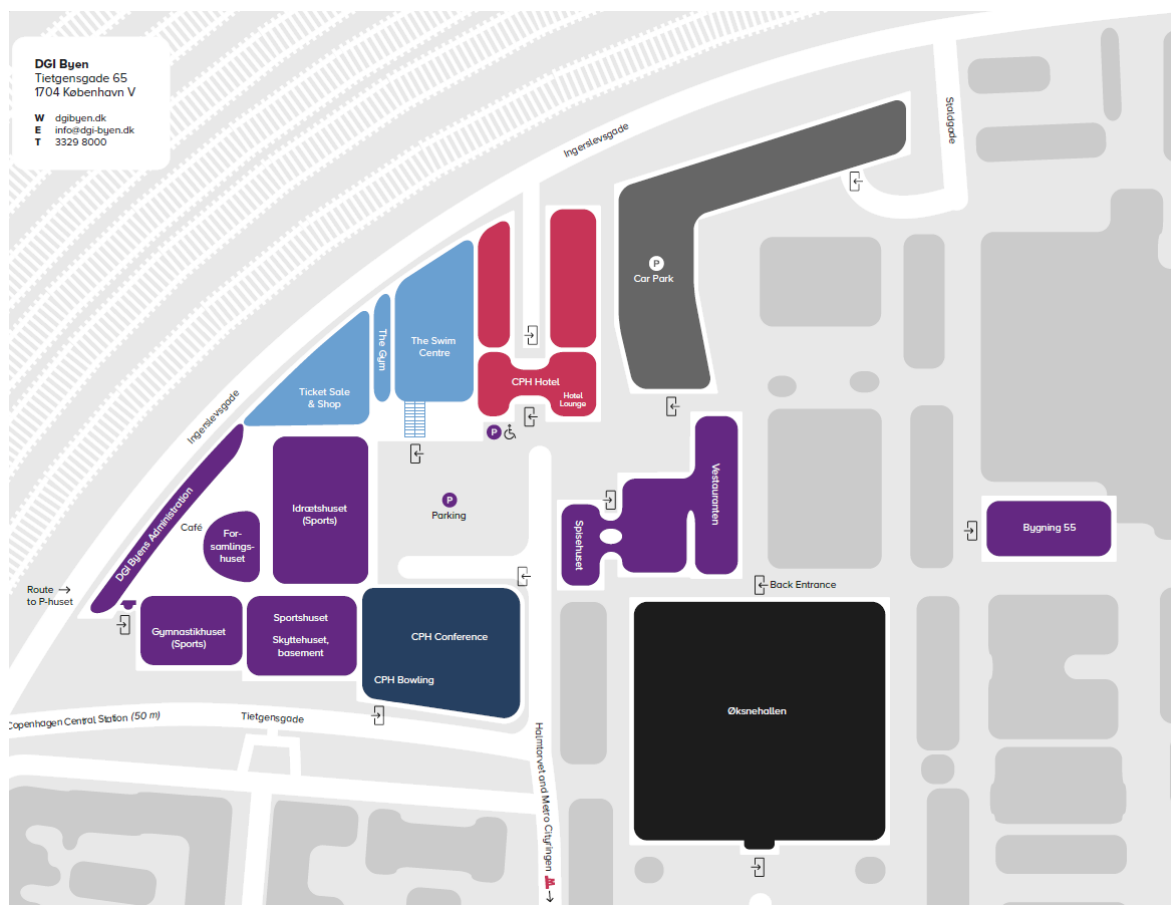 DGI Byen
Tietgensgade 65
1704 København V
W dgibyen.dk
E info@dgi-byen.dk
T 3329 8000
Ingerslevsgade
Staldgade
P
Car Park
The Swim
Centre
The Gym
CPH Hotel
Hotel
Lounge
Ticket Sale
& Shop
Ingerslevsgade
P
DGI Byens Administration
Café
For-
samlings-
huset
Idrætshuset
(Sports)
P
Parking
Vestauranten
Spisehuset
Bygning 55
Route →
to P-huset
Back Entrance
Gymnastikhuset
(Sports)
Sportshuset
Skyttehuset,
basement
CPH Conference
CPH Bowling
Øksnehallen
Copenhagen Central Station (50 m)
Tietgensgade
Halmtorvet and Metro Cityringen M →